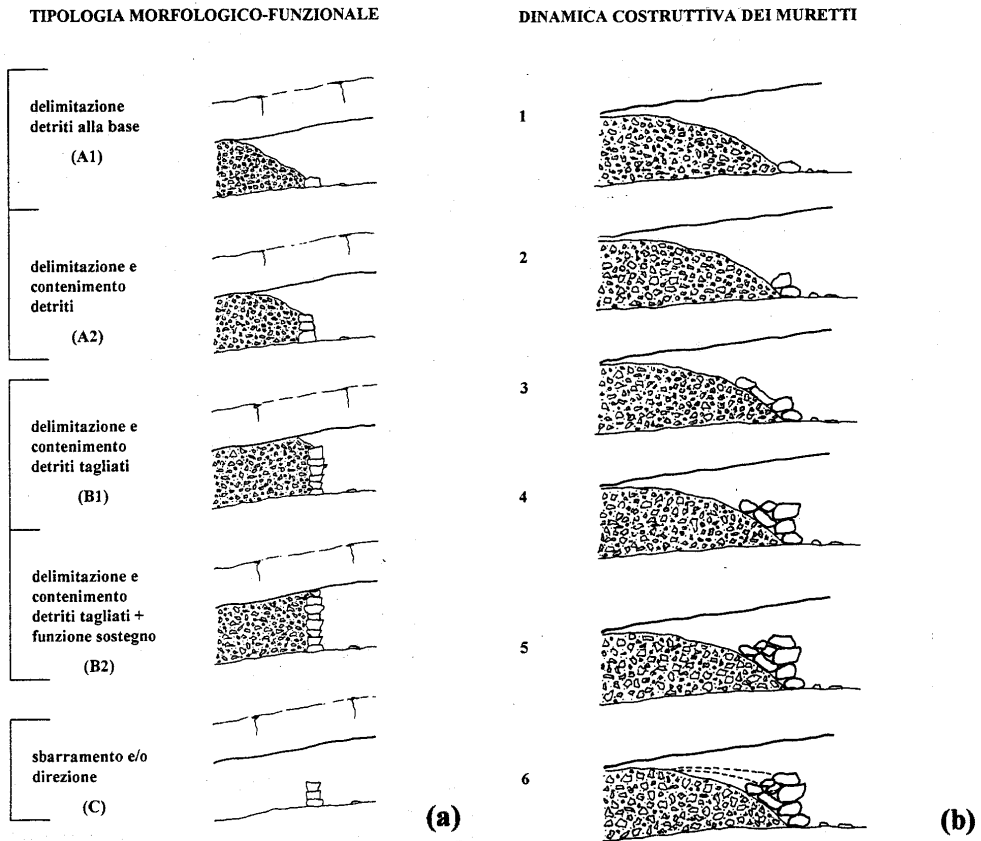 TIPOLOGIA MORFOLOGICO-FUNZIONALE
delimitazione
detriti alla base
(A1)
delimitazione e
contenimento
detriti
(A2)
delimitazione e
contenimento
detriti tagliati
(B1)
delimitazione e
contenimento
detriti tagliati +
funzione sostegno
(B2)
sbarramento e/o
direzione
(C)
(a)
DINAMICA COSTRUTTIVA DEI MURETTI
1
2
3
4
5
6
(b)